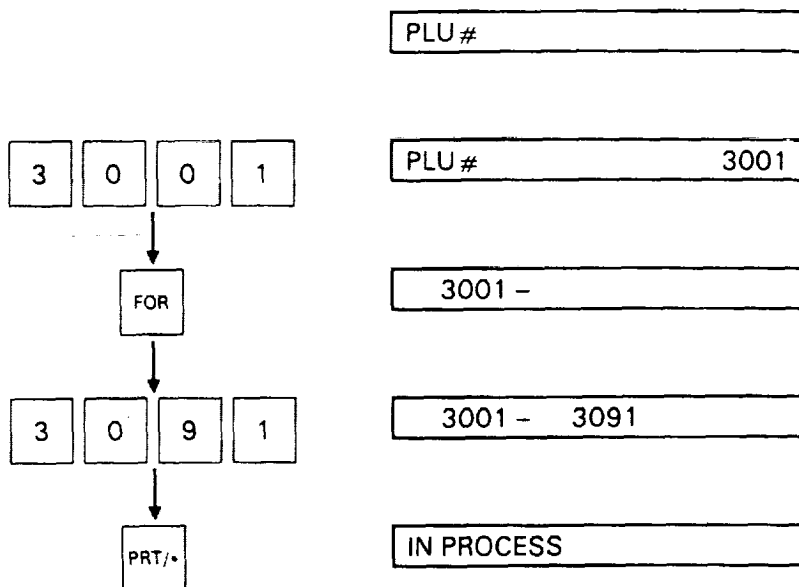 PLU#
3 0 0 1
PLU# 3001
FOR
3001 –
3 0 9 1
3001 – 3091
PRT/*
IN PROCESS